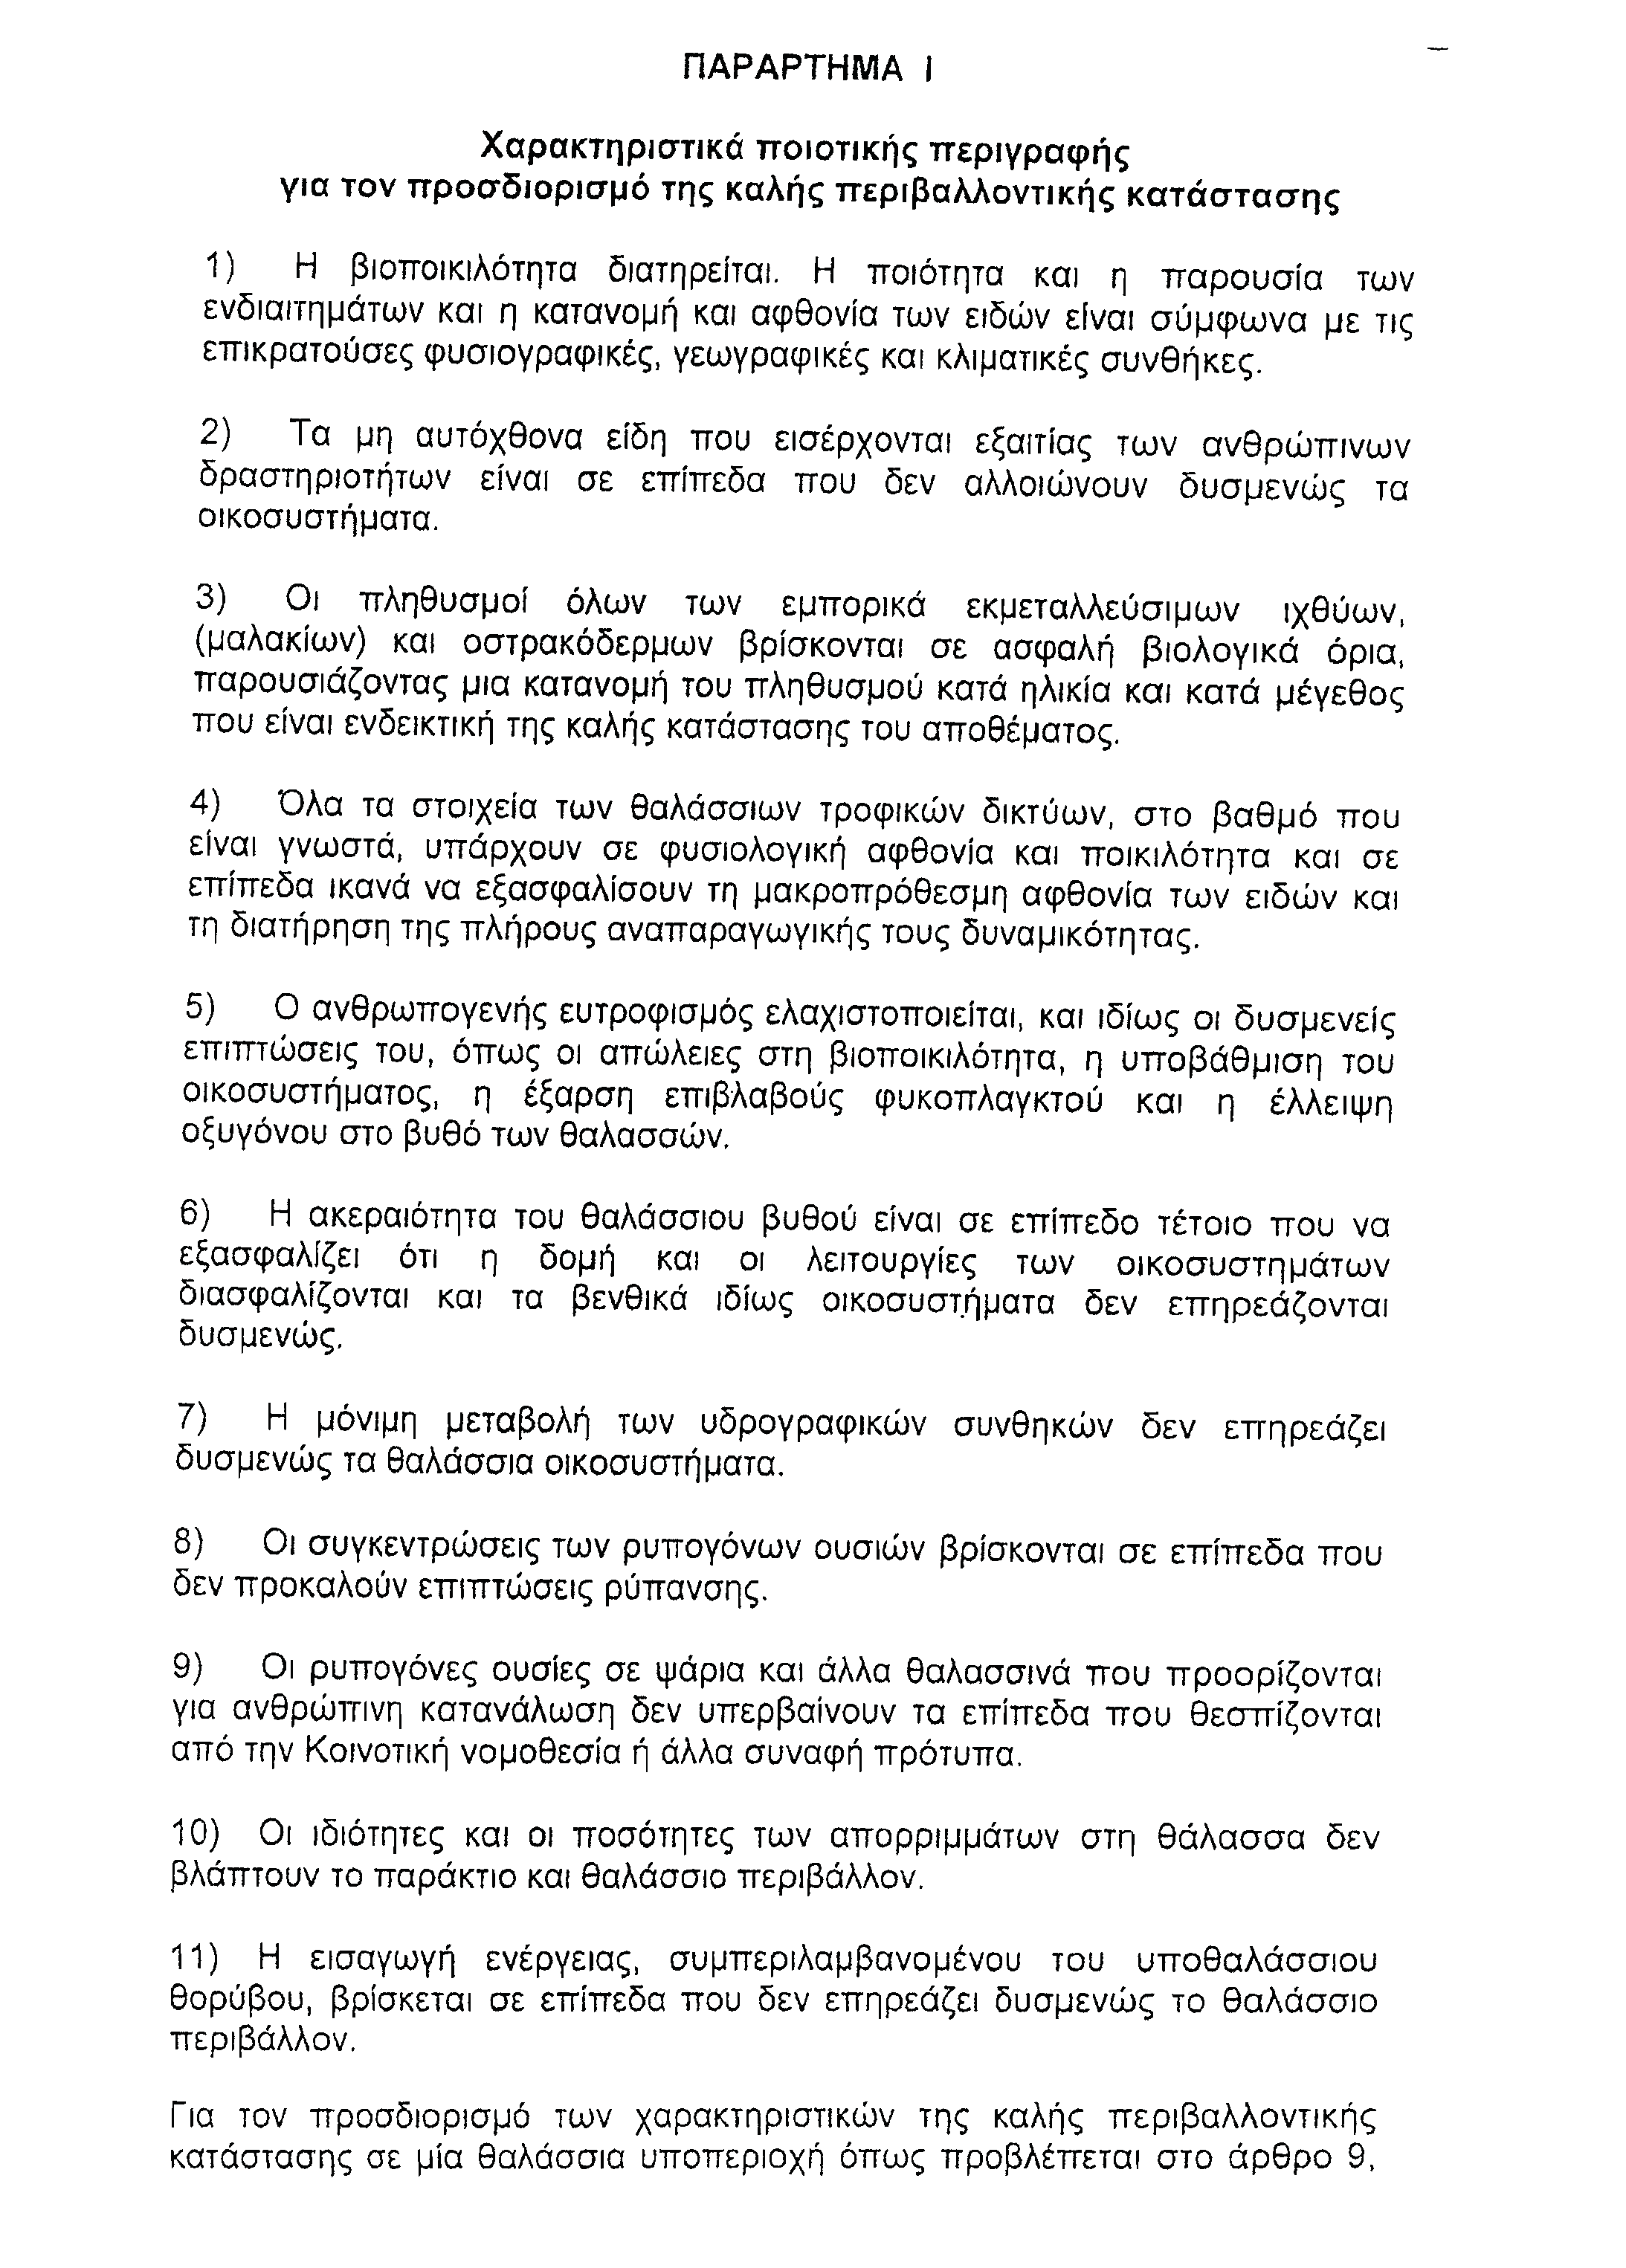 ΠΑΡΑΡΤΗΜΑ Ι
Χαρακτηριστικά ποιοτικής περιγραφής
για τον προσδιορισμό της καλής περιβαλλοντικής κατάστασης
1) Η βιοποικιλότητα διατηρείται. Η ποιότητα και η παρουσία των
ενδιαιτημάτων και η κατανομή και αφθονία των ειδών είναι σύμφωνα με τις
επικρατούσες φυσιογραφικές, γεωγραφικές και κλιματικές συνθήκες.
2) Τα μη αυτόχθονα είδη που εισέρχονται εξαιτίας των ανθρώπινων
δραστηριοτήτων είναι σε επίπεδα που δεν αλλοιώνουν δυσμενώς τα
οικοσυστήματα.
3) Οι πληθυσμοί όλων των εμπορικά εκμεταλλεύσιμων ιχθύων,
(μαλακίων) και οστρακόδερμων βρίσκονται σε ασφαλή βιολογικά όρια,
παρουσιάζοντας μια κατανομή του πληθυσμού κατά ηλικία και κατά μέγεθος
που είναι ενδεικτική της καλής κατάστασης του αποθέματος.
4) Όλα τα στοιχεία των θαλάσσιων τροφικών δικτύων, στο βαθμό που
είναι γνωστά, υπάρχουν σε φυσιολογική αφθονία και ποικιλότητα και σε
επίπεδα ικανά να εξασφαλίσουν τη μακροπρόθεσμη αφθονία των ειδών και
τη διατήρηση της πλήρους αναπαραγωγικής τους δυναμικότητας.
5) Ο ανθρωπογενής ευτροφισμός ελαχιστοποιείται, και ιδίως οι δυσμενείς
επιπτώσεις του, όπως οι απώλειες στη βιοποικιλότητα, η υποβάθμιση του
οικοσυστήματος, η έξαρση επιβλαβούς φυκοπλαγκτού και η έλλειψη
οξυγόνου στο βυθό των θαλασσών.
6) Η ακεραιότητα του θαλάσσιου βυθού είναι σε επίπεδο τέτοιο που να
εξασφαλίζει ότι η δομή και οι λειτουργίες των οικοσυστημάτων
διασφαλίζονται και τα βενθικά ιδίως οικοσυστήματα δεν επηρεάζονται
δυσμενώς.
7) Η μόνιμη μεταβολή των υδρογραφικών συνθηκών δεν επηρεάζει
δυσμενώς τα θαλάσσια οικοσυστήματα.
8) Οι συγκεντρώσεις των ρυπογόνων ουσιών βρίσκονται σε επίπεδα που
δεν προκαλούν επιπτώσεις ρύπανσης.
9) Οι ρυπογόνες ουσίες σε ψάρια και άλλα θαλασσινά που προορίζονται
για ανθρώπινη κατανάλωση δεν υπερβαίνουν τα επίπεδα που θεσπίζονται
από την Κοινοτική νομοθεσία ή άλλα συναφή πρότυπα.
10) Οι ιδιότητες και οι ποσότητες των απορριμμάτων στη θάλασσα δεν
βλάπτουν το παράκτιο και θαλάσσιο περιβάλλον.
11) Η εισαγωγή ενέργειας, συμπεριλαμβανομένου του υποθαλάσσιου
θορύβου, βρίσκεται σε επίπεδα που δεν επηρεάζει δυσμενώς το θαλάσσιο
περιβάλλον.
Για τον προσδιορισμό των χαρακτηριστικών της καλής περιβαλλοντικής
κατάστασης σε μία θαλάσσια υποπεριοχή όπως προβλέπεται στο άρθρο 9,